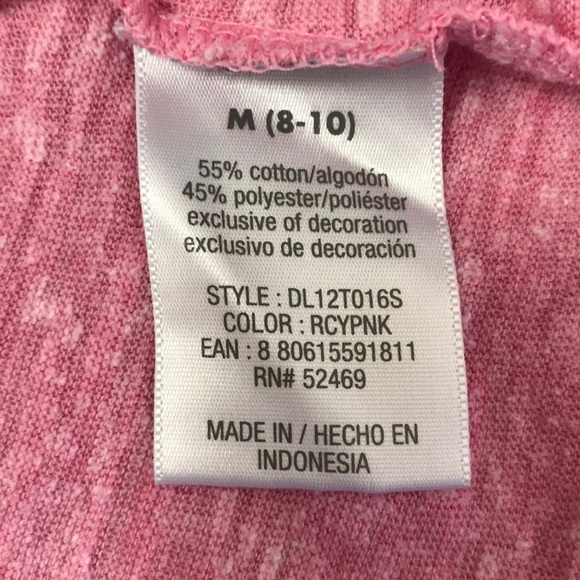 M (8-10)
55% cotton/algodón
45% polyester/poliéster
exclusive of decoration
exclusivo de decoración
STYLE : DL12T016S
COLOR : RCYPNK
EAN : 8 80615591811
RN# 52469
MADE IN / HECHO EN
INDONESIA